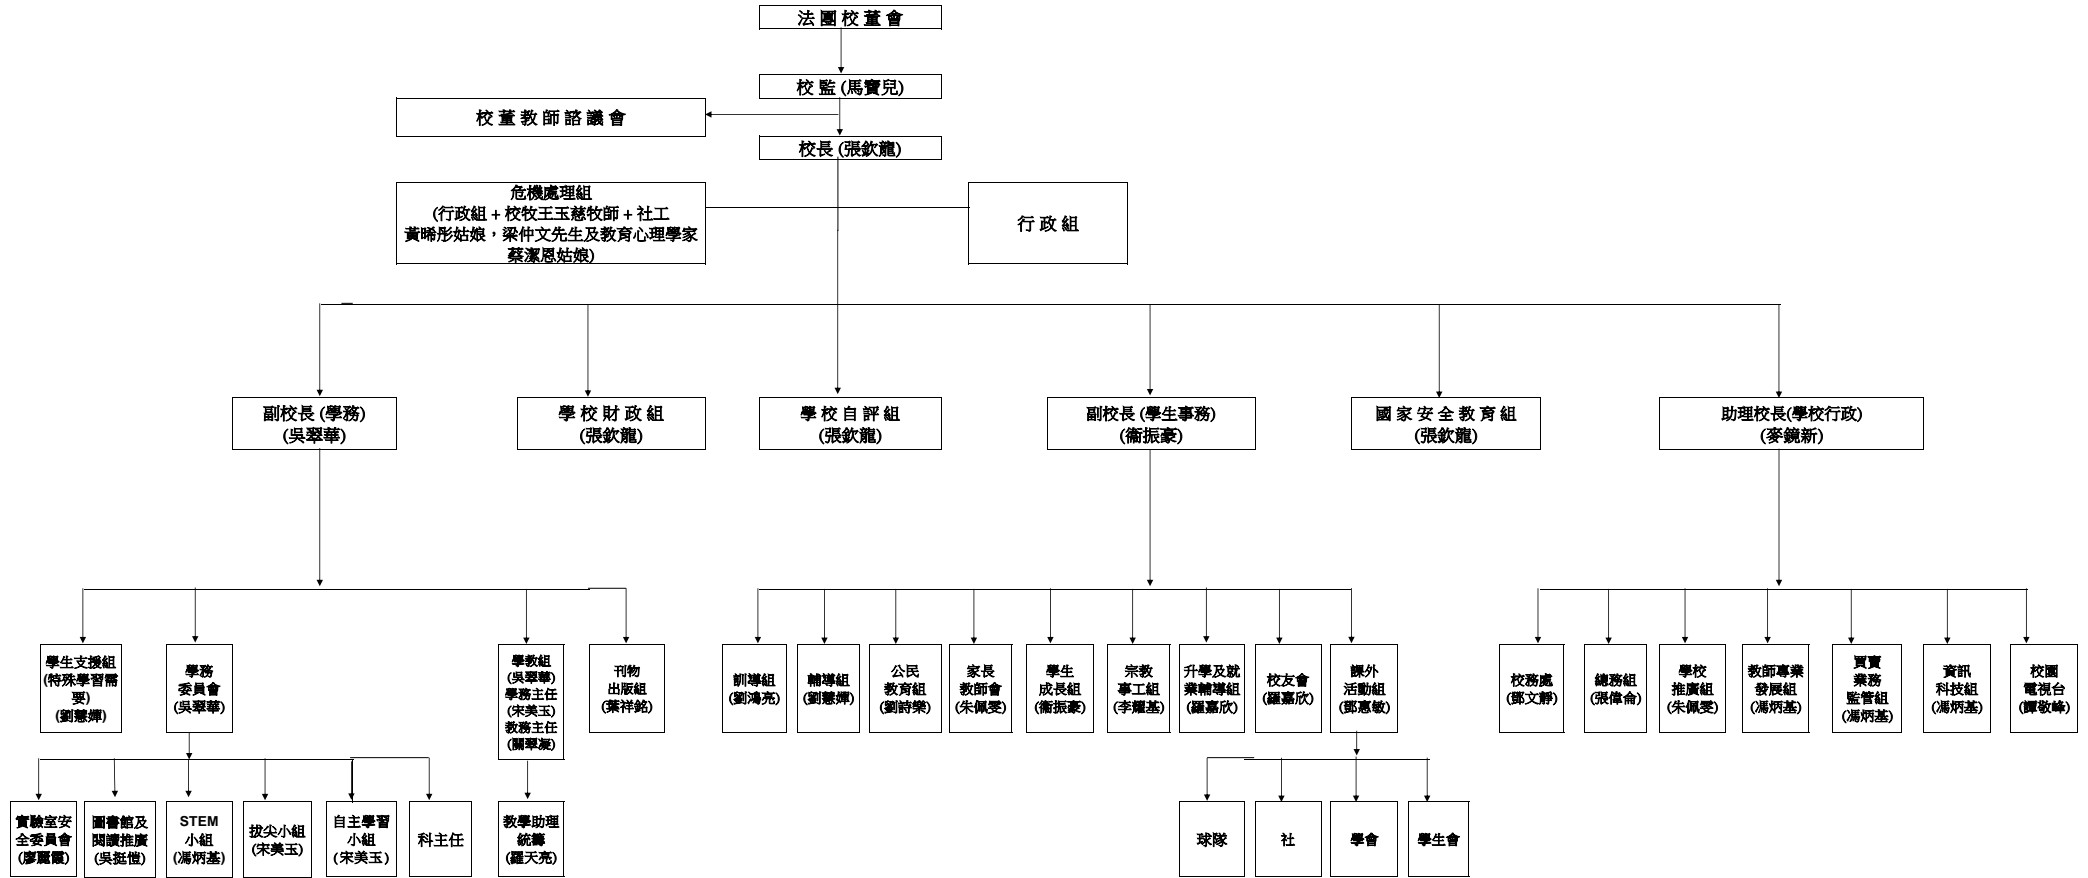 法 團 校 董 會
校 監 (馬寶兒)
校 董 教 師 諮 議 會
校長 (張欽龍)
危機處理組
(行政組 + 校牧王玉慈牧師 + 社工
黃晞彤姑娘，梁仲文先生及教育心理學家
蔡潔恩姑娘)
行 政 組
副校長 (學務)
(吳翠華)
學 校 財 政 組
(張欽龍)
學 校 自 評 組
(張欽龍)
副校長 (學生事務)
(衞振豪)
國 家 安 全 教 育 組
(張欽龍)
助理校長(學校行政)
(麥鏡新)
學生支援組
(特殊學習需
要)
(劉慧嬋)
學務
委員會
(吳翠華)
學教組
(吳翠華)
學務主任
(宋美玉)
教務主任
(關翠凝)
刊物
出版組
(葉祥銘)
訓導組
(劉鴻亮)
輔導組
(劉慧嬋)
公民
教育組
(劉詩樂)
家長
教師會
(朱佩雯)
學生
成長組
(衞振豪)
宗教
事工組
(李耀基)
升學及就
業輔導組
(羅嘉欣)
校友會
(羅嘉欣)
課外
活動組
(鄧惠敏)
校務處
(鄧文靜)
總務組
(張偉侖)
學校
推廣組
(朱佩雯)
教師專業
發展組
(馮炳基)
買賣
業務
監管組
(馮炳基)
資訊
科技組
(馮炳基)
校園
電視台
(譚敬峰)
實驗室安
全委員會
(廖麗霞)
圖書館及
閱讀推廣
(吳挺愷)
STEM
小組
(馮炳基)
拔尖小組
(宋美玉)
自主學習
小組
(宋美玉)
科主任
教學助理
統籌
(羅天亮)
球隊
社
學會
學生會